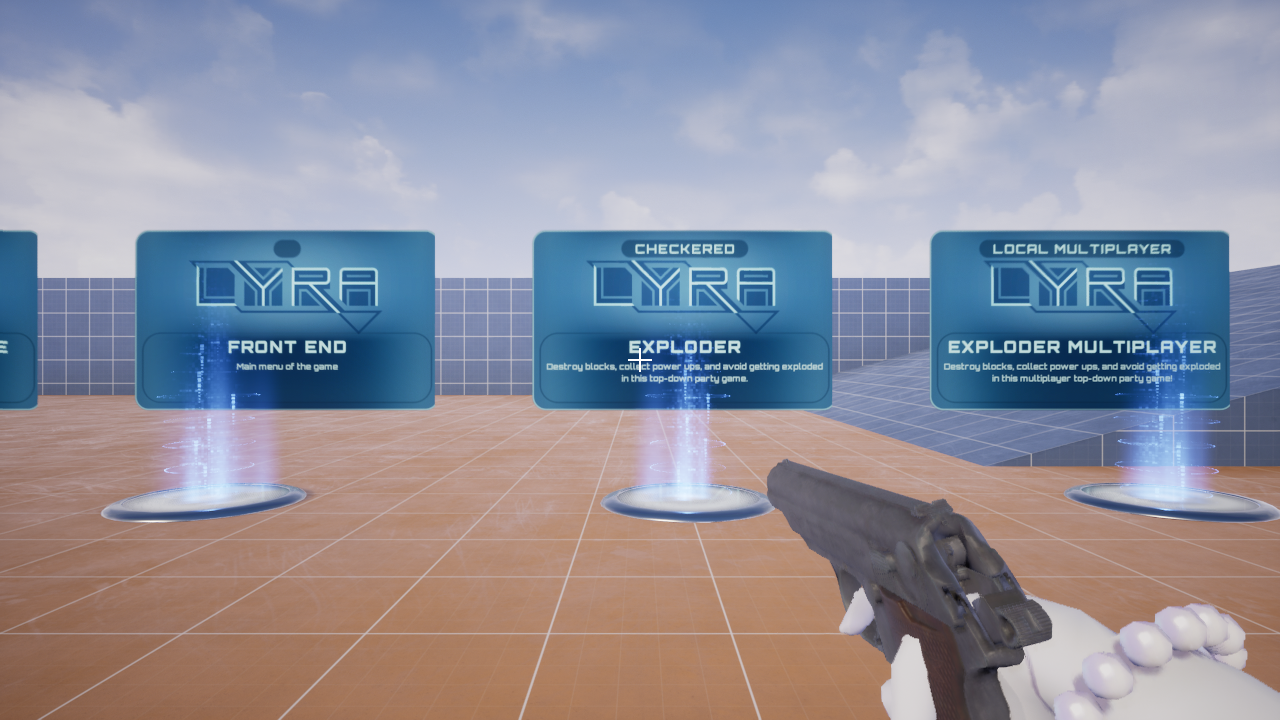 E
LYRA
FRONT END
Main menu of the game
CHECKERED
LYRA
EXPLODER
Destroy blocks, collect power ups, and avoid getting exploded
in this top-down party game.
LOCAL MULTIPLAYER
LYRA
EXPLODER MULTIPLAYER
Destroy blocks, collect power ups, and avoid getting exploded
in this multiplayer top-down party game!